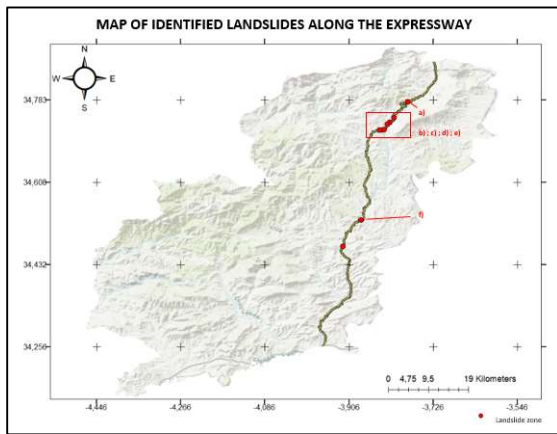 MAP OF IDENTIFIED LANDSLIDES ALONG THE EXPRESSWAY
N
W E
S
34,783
a)
b) ; c) ; d) ; e)
34,608
f)
34,432
34,256
0 4,75 9,5 19 Kilometers
-4,446 -4,266 -4,086 -3,906 -3,726 -3,546
Landslide zone